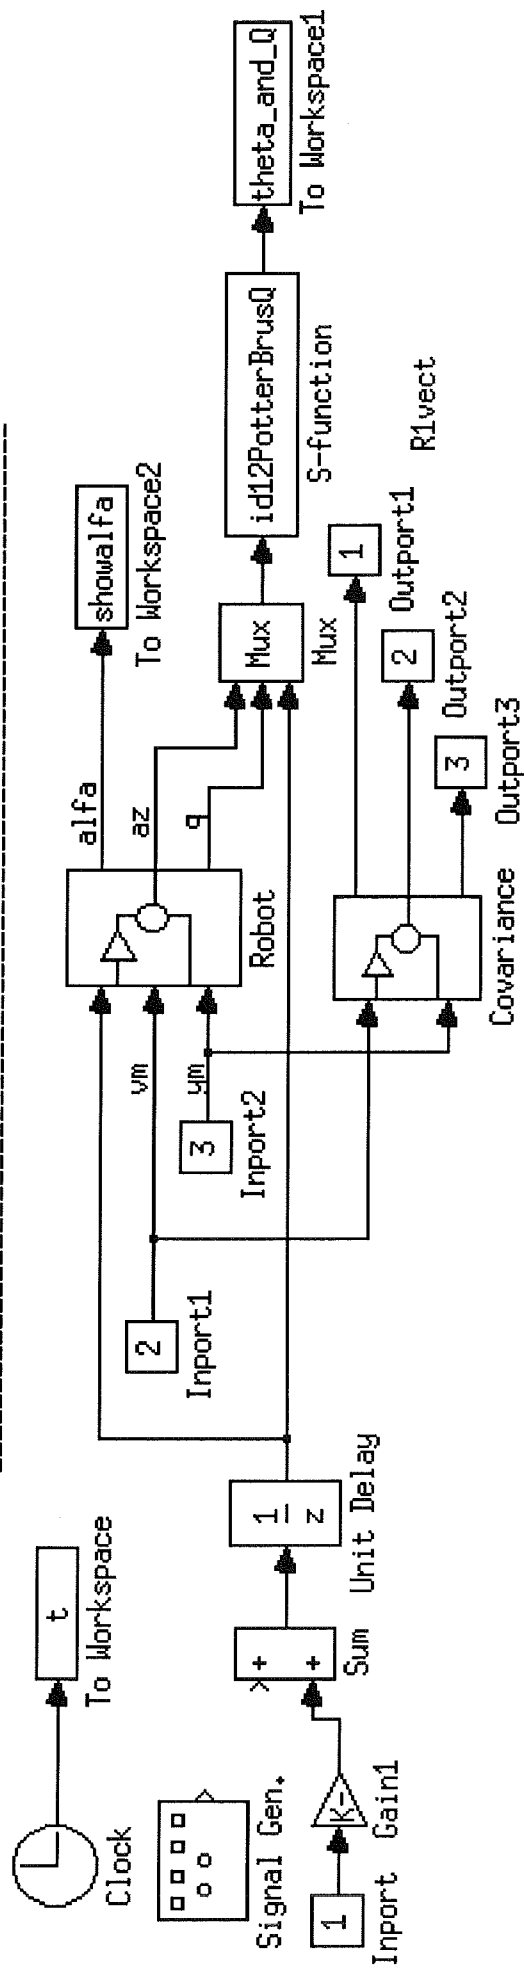 Clock
t
To Workspace
Signal Gen.
1
Inport
K-
Gain1
+
+
Sum
1
z
Unit Delay
2
Inport1
3
Inport2
vm
ym
Robot
alfa
az
q
showalfa
To Workspace2
Mux
Mux
id12PotterBrusQ
S-function
theta_and_Q
To Workspace1
Covariance
1
Outport1
2
Outport2
3
Outport3
R1vect